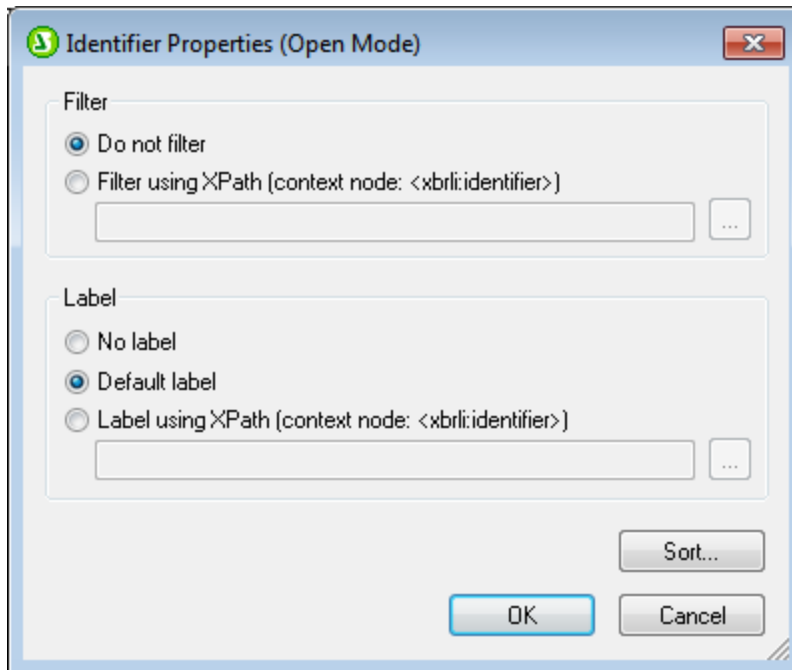 Identifier Properties (Open Mode)
Filter
Do not filter
Filter using XPath (context node: <xbrli:identifier>)
...
Label
No label
Default label
Label using XPath (context node: <xbrli:identifier>)
...
Sort...
OK
Cancel